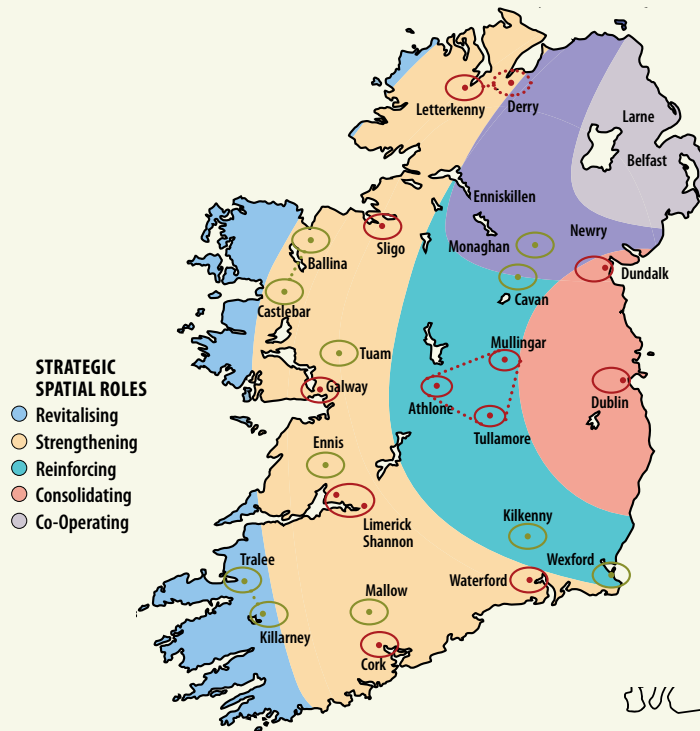 Larne
Letterkenny
Derry
Belfast
Enniskillen
Newry
Monaghan
Sligo
Ballina
Dundalk
Cavan
Castlebar
Mullingar
STRATEGIC
SPATIAL ROLES
Tuam
Galway
Athlone
Dublin
Revitalising
Tullamore
Strengthening
Ennis
Reinforcing
Consolidating
Kilkenny
Co-Operating
Limerick
Shannon
Tralee
Wexford
Mallow
Waterford
Killarney
Cork